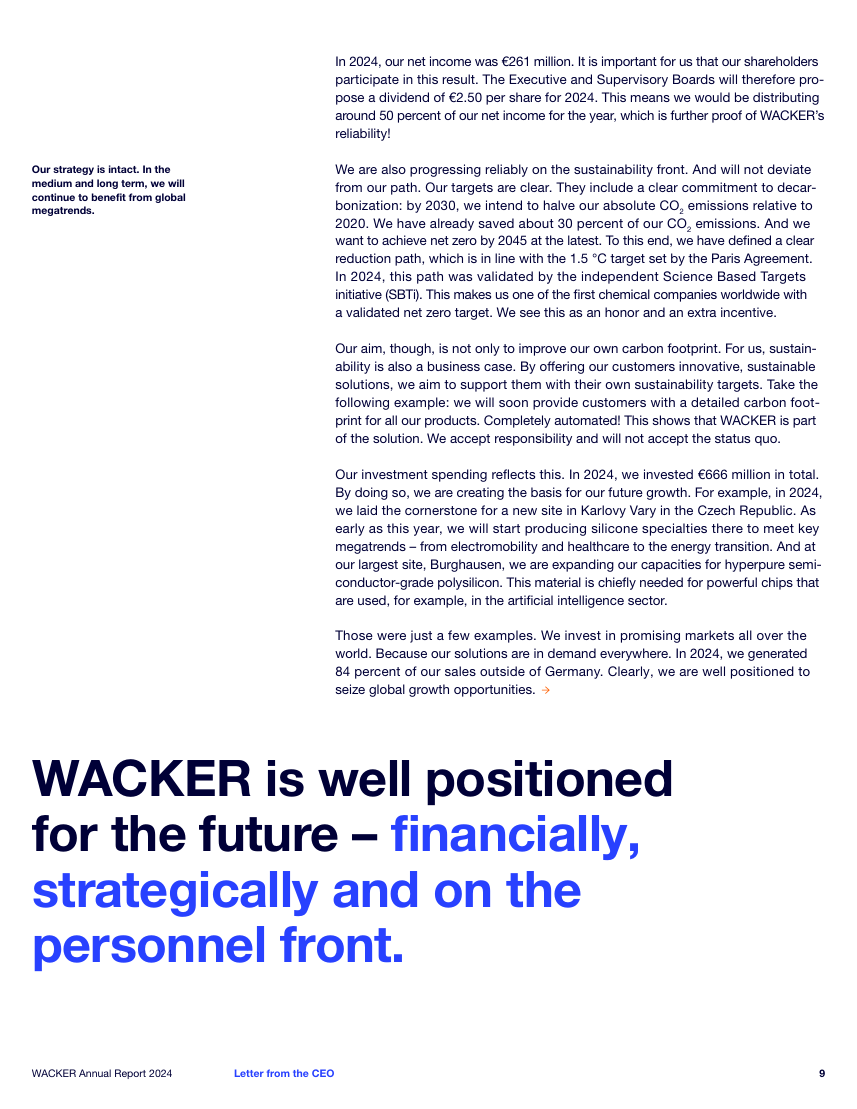 In 2024, our net income was €261 million. It is important for us that our shareholders
participate in this result. The Executive and Supervisory Boards will therefore pro-
pose a dividend of €2.50 per share for 2024. This means we would be distributing
around 50 percent of our net income for the year, which is further proof of WACKER’s
reliability!
Our strategy is intact. In the
medium and long term, we will
continue to benefit from global
megatrends.
We are also progressing reliably on the sustainability front. And will not deviate
from our path. Our targets are clear. They include a clear commitment to decar-
bonization: by 2030, we intend to halve our absolute CO₂ emissions relative to
2020. We have already saved about 30 percent of our CO₂ emissions. And we
want to achieve net zero by 2045 at the latest. To this end, we have defined a clear
reduction path, which is in line with the 1.5 °C target set by the Paris Agreement.
In 2024, this path was validated by the independent Science Based Targets
initiative (SBTi). This makes us one of the first chemical companies worldwide with
a validated net zero target. We see this as an honor and an extra incentive.
Our aim, though, is not only to improve our own carbon footprint. For us, sustain-
ability is also a business case. By offering our customers innovative, sustainable
solutions, we aim to support them with their own sustainability targets. Take the
following example: we will soon provide customers with a detailed carbon foot-
print for all our products. Completely automated! This shows that WACKER is part
of the solution. We accept responsibility and will not accept the status quo.
Our investment spending reflects this. In 2024, we invested €666 million in total.
By doing so, we are creating the basis for our future growth. For example, in 2024,
we laid the cornerstone for a new site in Karlovy Vary in the Czech Republic. As
early as this year, we will start producing silicone specialties there to meet key
megatrends – from electromobility and healthcare to the energy transition. And at
our largest site, Burghausen, we are expanding our capacities for hyperpure semi-
conductor-grade polysilicon. This material is chiefly needed for powerful chips that
are used, for example, in the artificial intelligence sector.
Those were just a few examples. We invest in promising markets all over the
world. Because our solutions are in demand everywhere. In 2024, we generated
84 percent of our sales outside of Germany. Clearly, we are well positioned to
seize global growth opportunities. →
WACKER is well positioned
for the future – financially,
strategically and on the
personnel front.
WACKER Annual Report 2024 Letter from the CEO 9